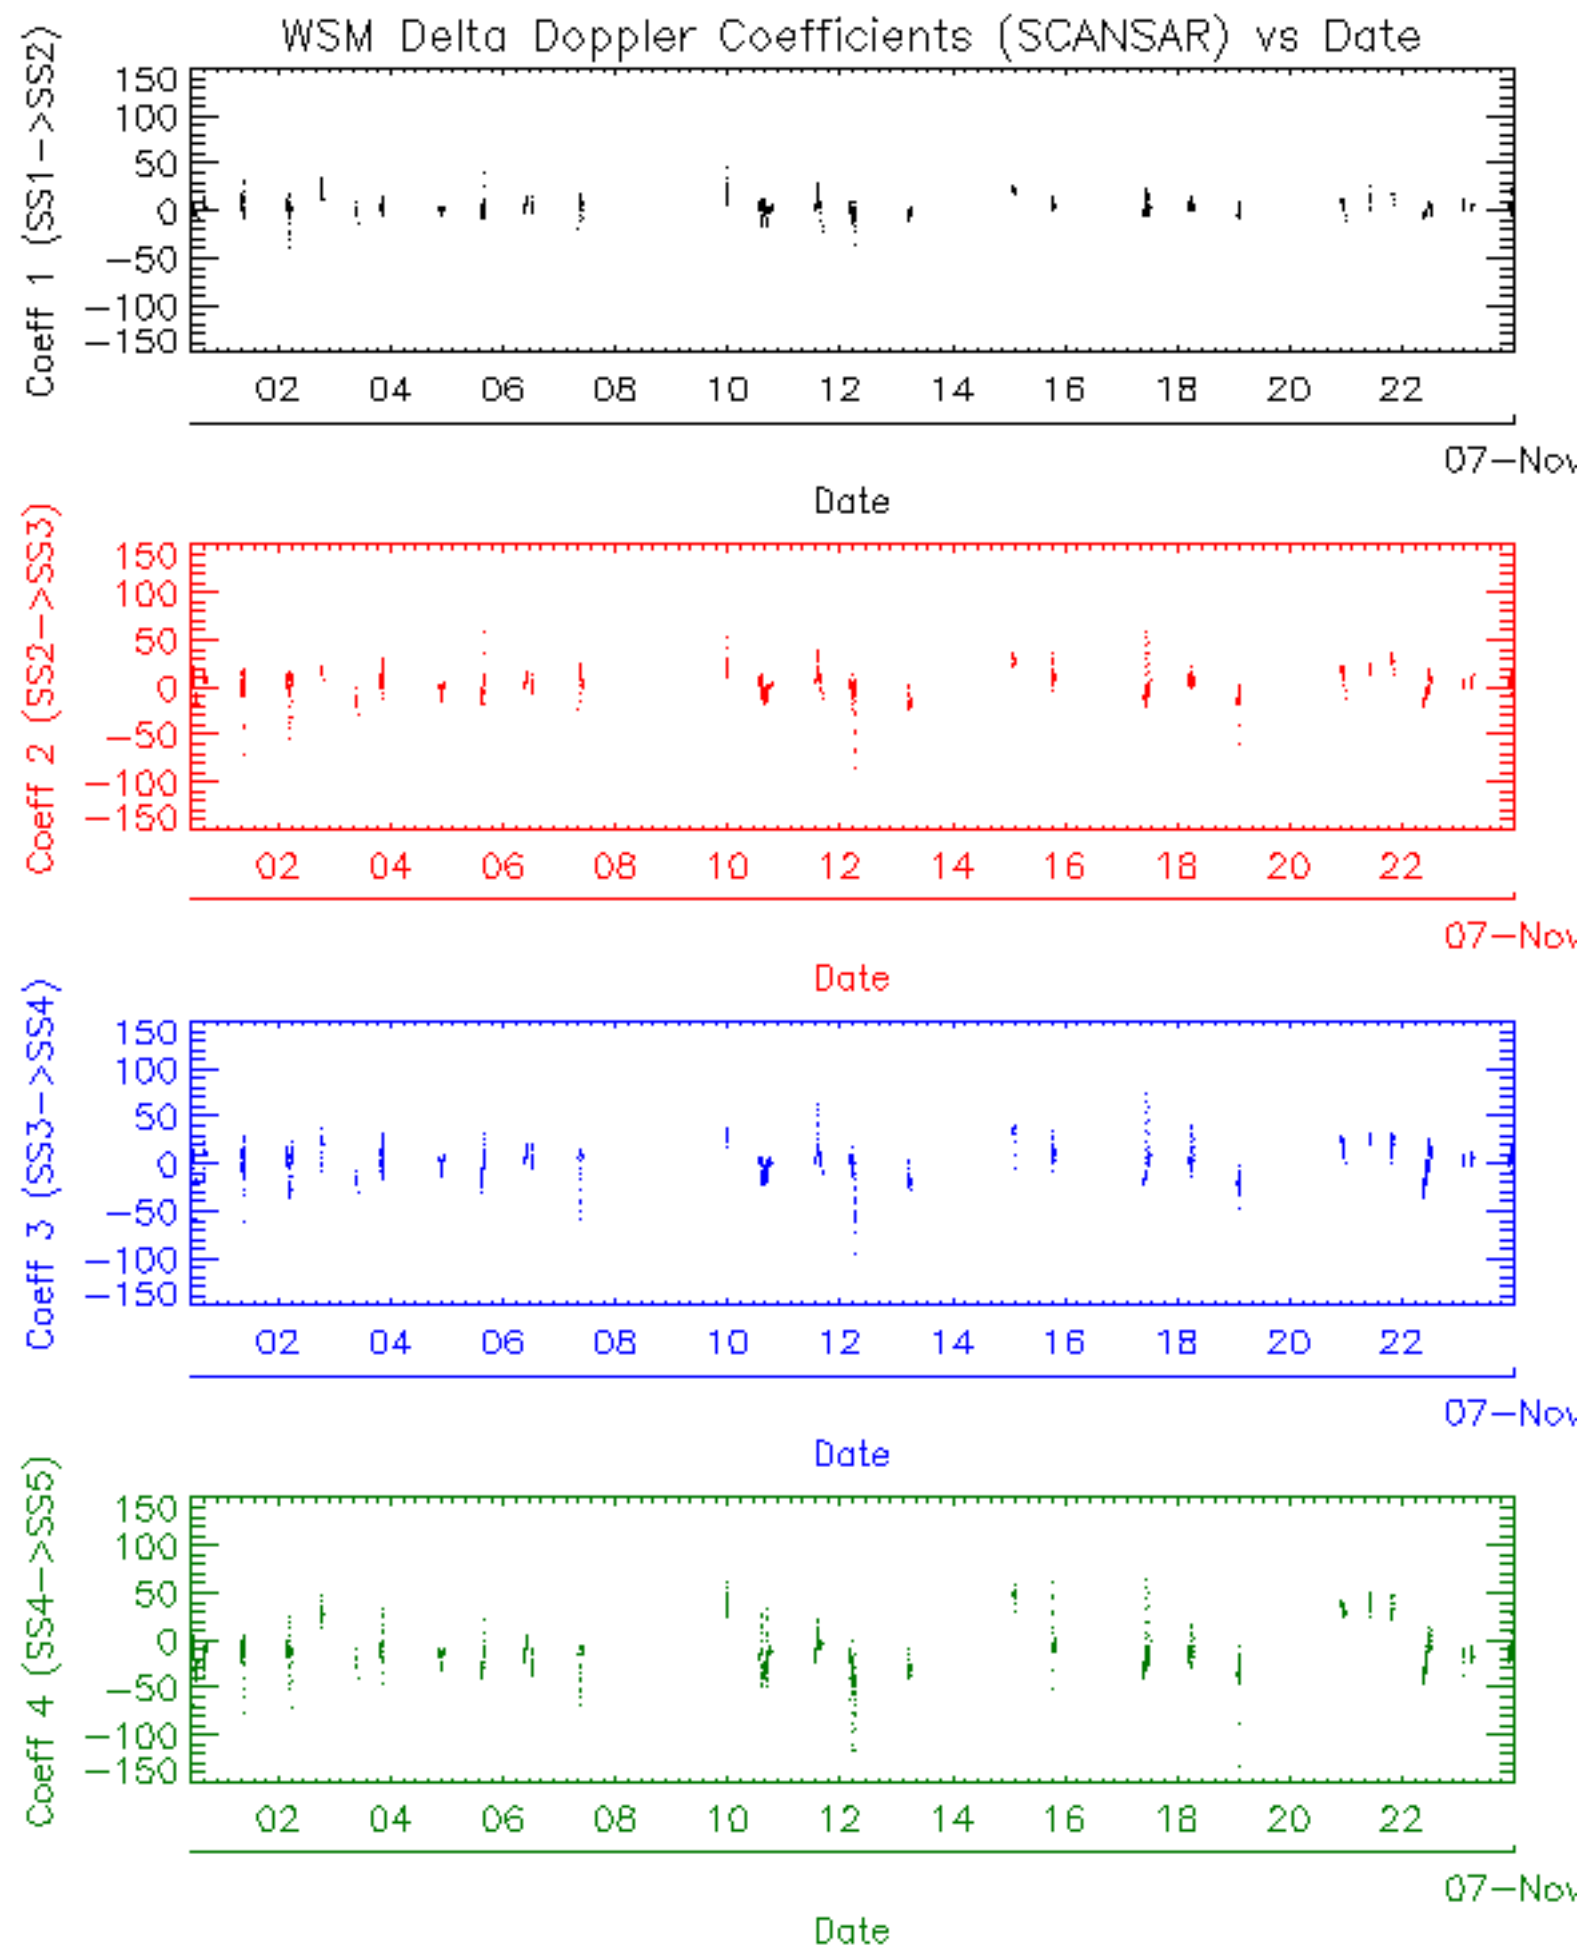 WSM Delta Doppler Coefficients (SCANSAR) vs Date
Coeff 1 (SS1->SS2)
150
100
50
0
-50
-100
-150
02 04 06 08 10 12 14 16 18 20 22
07-Nov
Date
Coeff 2 (SS2->SS3)
150
100
50
0
-50
-100
-150
02 04 06 08 10 12 14 16 18 20 22
07-Nov
Date
Coeff 3 (SS3->SS4)
150
100
50
0
-50
-100
-150
02 04 06 08 10 12 14 16 18 20 22
07-Nov
Date
Coeff 4 (SS4->SS5)
150
100
50
0
-50
-100
-150
02 04 06 08 10 12 14 16 18 20 22
07-Nov
Date